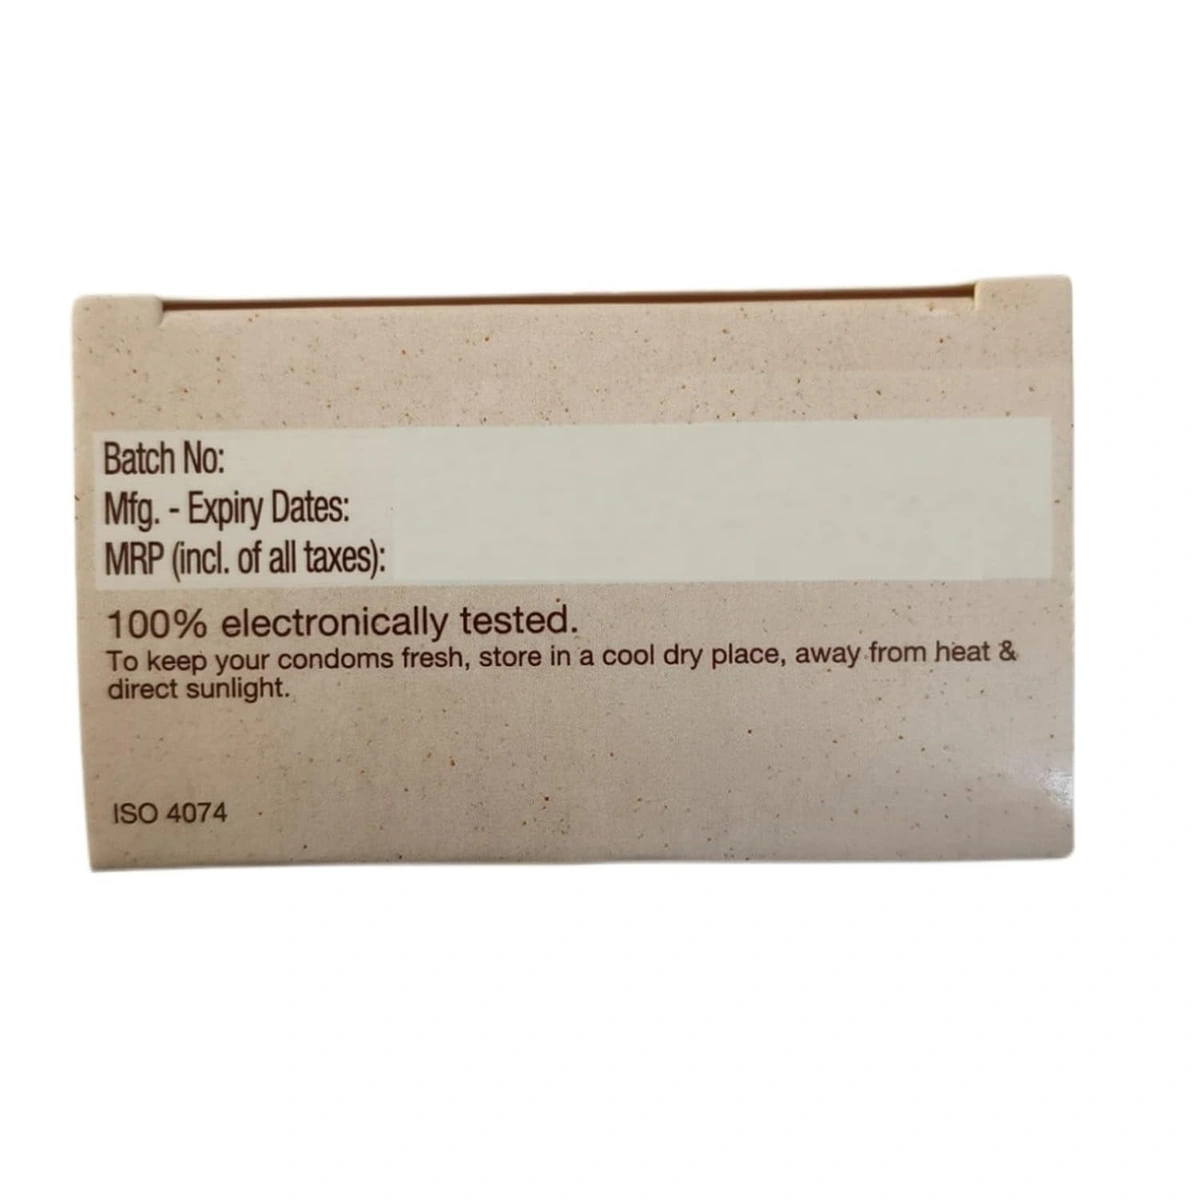 Batch No:
Mfg. - Expiry Dates:
MRP (incl. of all taxes):
100% electronically tested.
To keep your condoms fresh, store in a cool dry place, away from heat &
direct sunlight.
ISO 4074